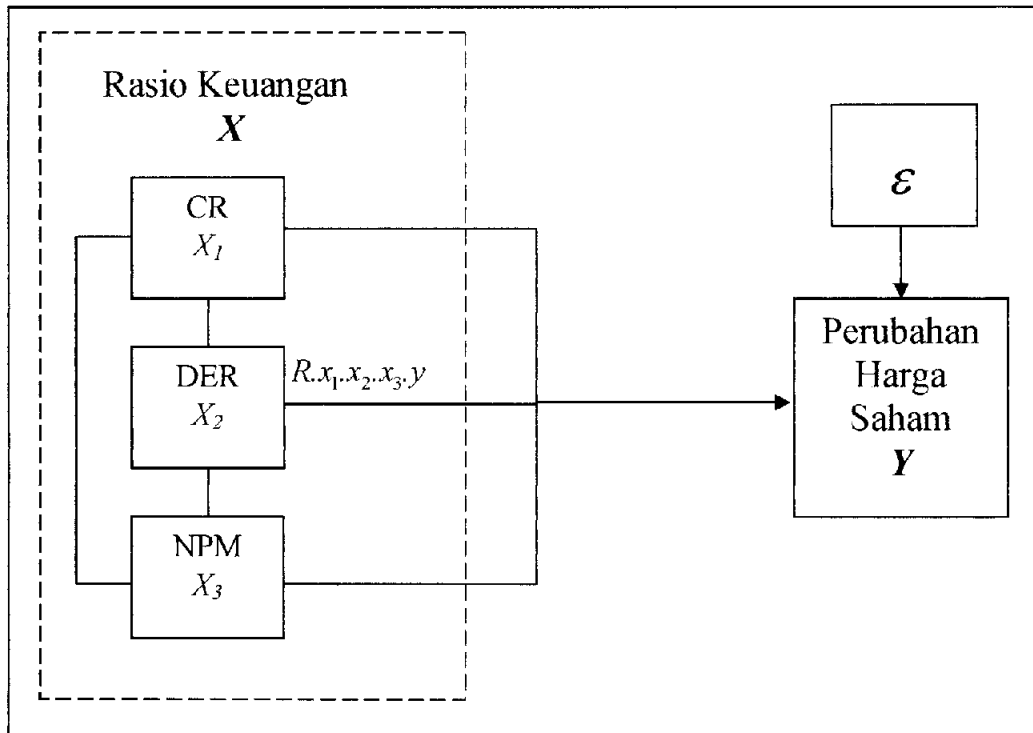 Rasio Keuangan
X
CR
X1
DER
X2
R.x1.x2.x3.y
NPM
X3
ε
Perubahan
Harga
Saham
Y